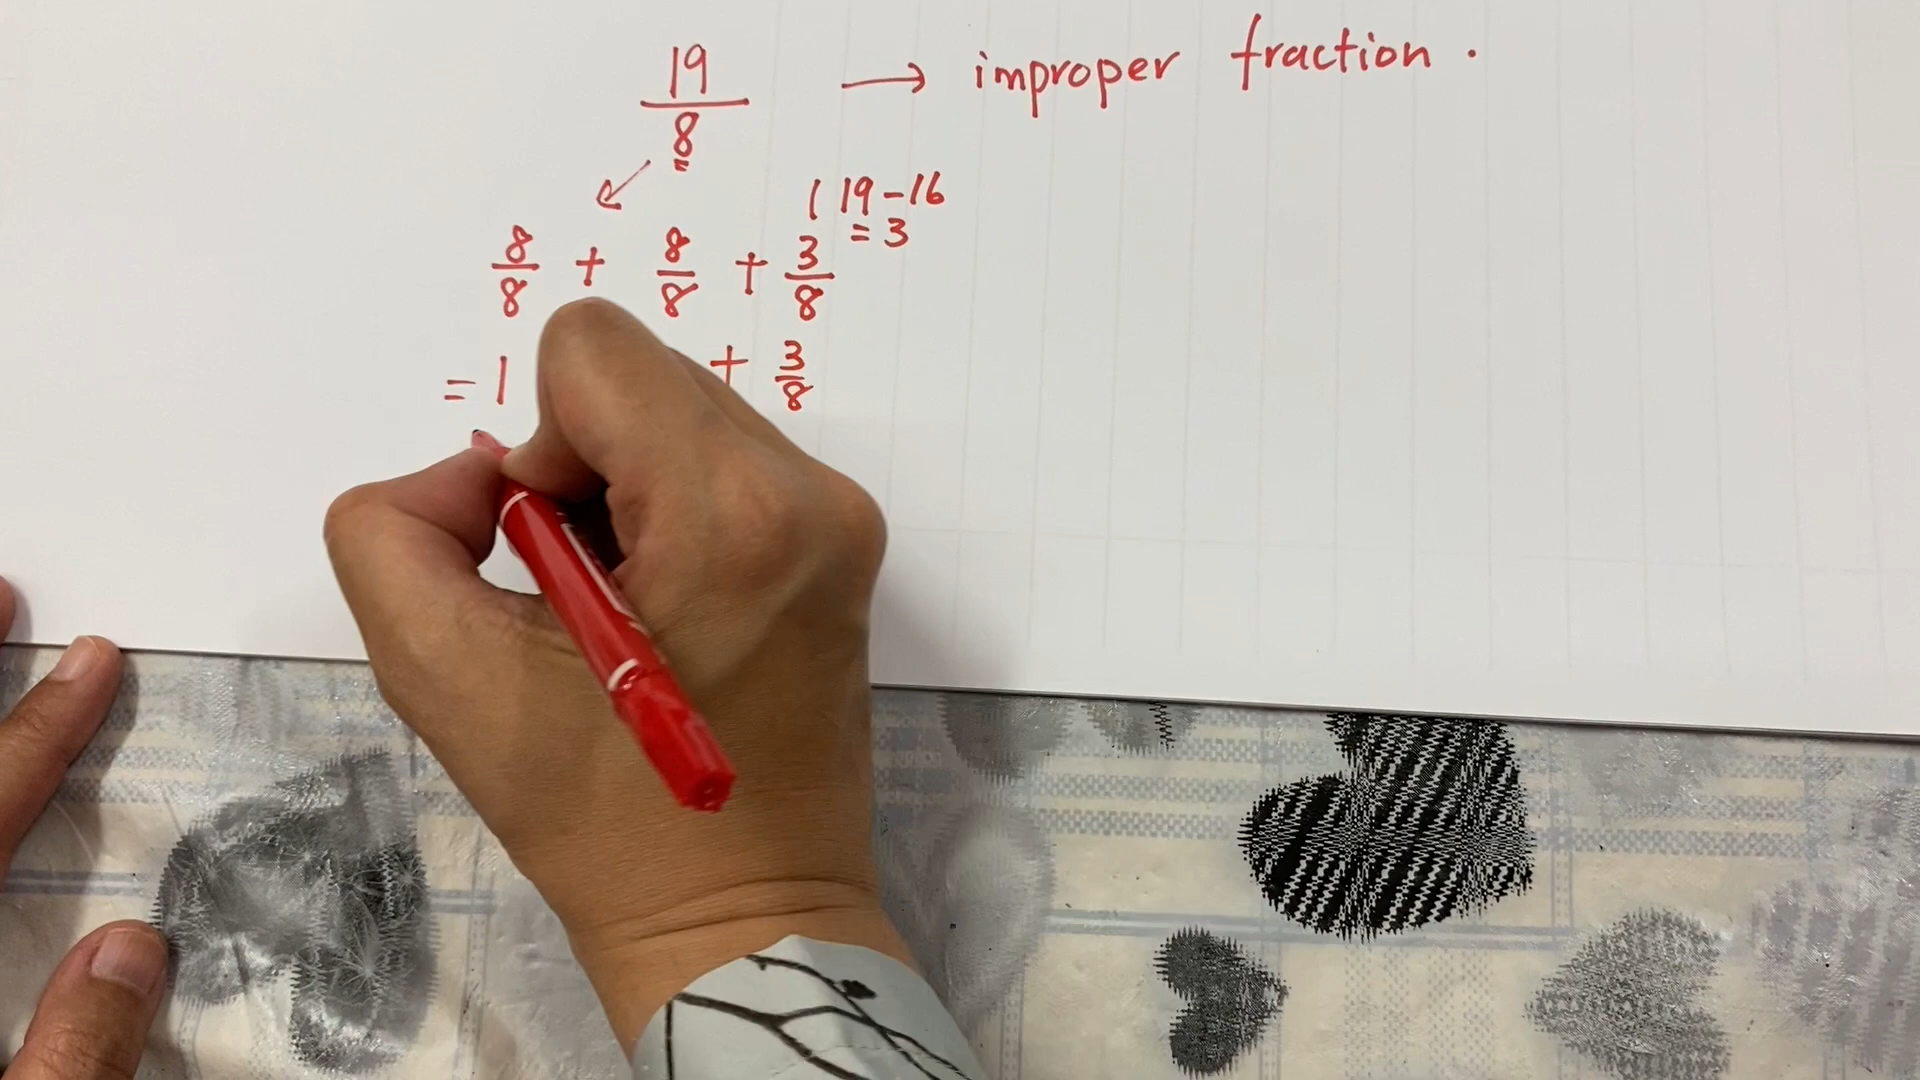 19/8 → improper fraction.
19-16
= 3
8/8 + 8/8 + 3/8
= 1 + 3/8